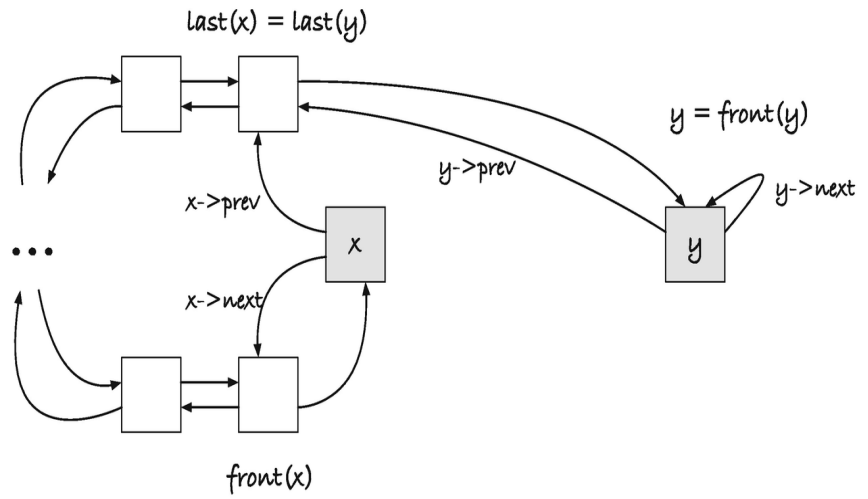 last(x) = last(y)
y = front(y)
y->prev
y->next
x->prev
x
y
...
x->next
front(x)